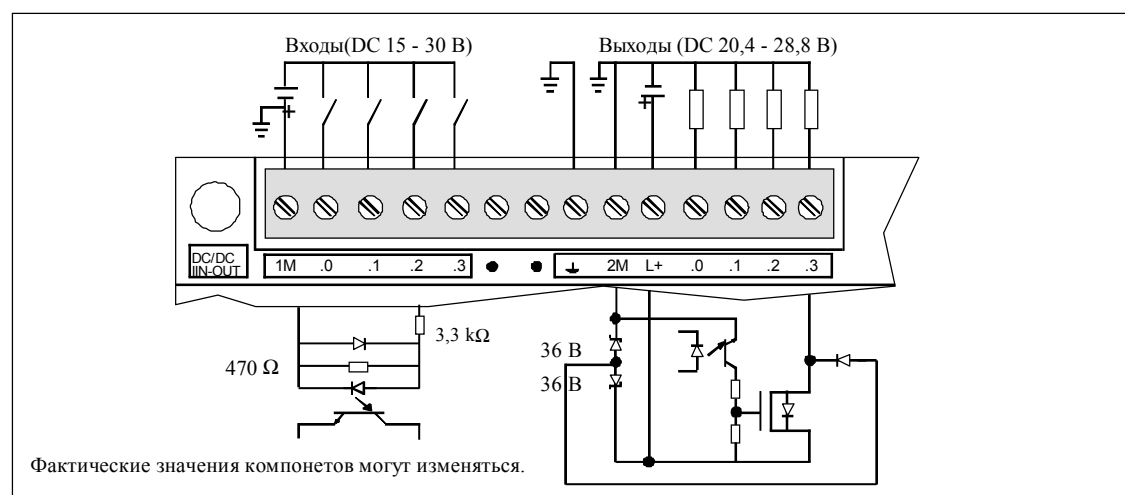 Входы(DC 15 - 30 В)
Выходы (DC 20,4 - 28,8 В)
DC/DC
IIN-OUT
1M .0 .1 .2 .3
2M L+ .0 .1 .2 .3
3,3 kΩ
470 Ω
36 В
36 В
Фактические значения компонетов могут изменяться.